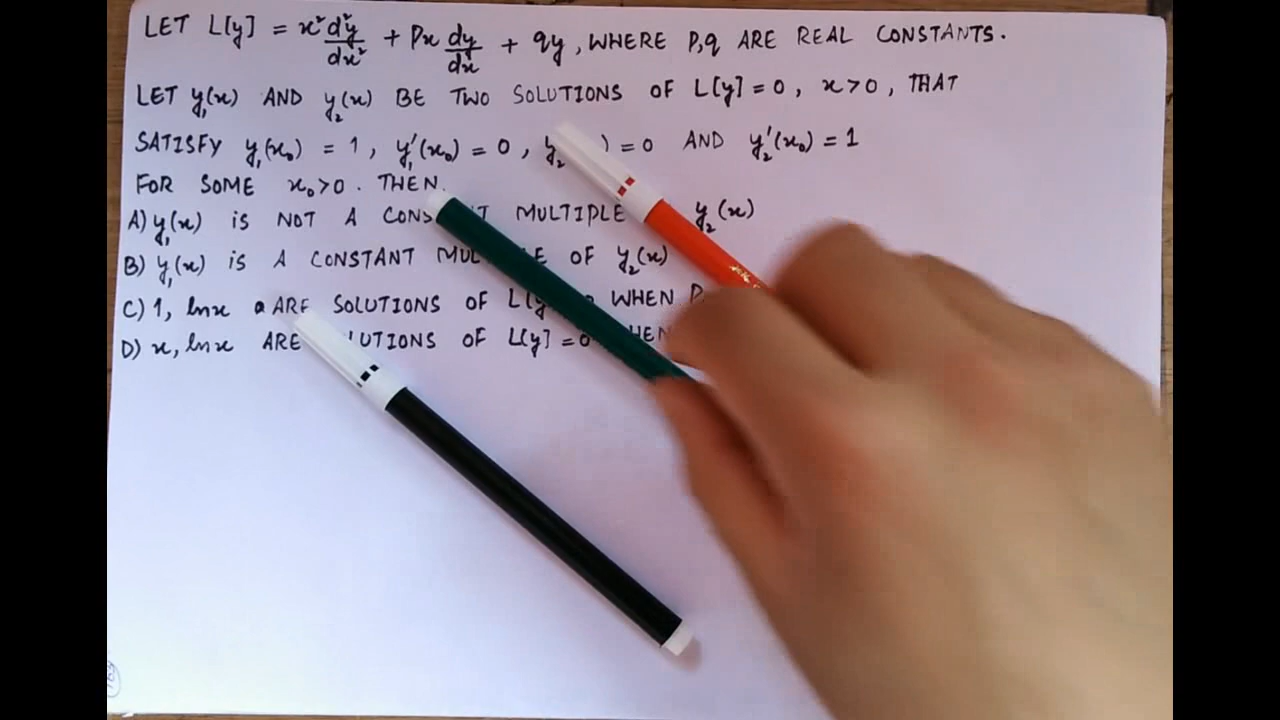 LET L[y] = x² d²y/dx² + Px dy/dx + qy, WHERE P,q ARE REAL CONSTANTS.
LET y₁(x) AND y₂(x) BE TWO SOLUTIONS OF L[y] = 0, x > 0, THAT
SATISFY y₁(x₀) = 1, y₁'(x₀) = 0, y₂ ) = 0 AND y₂'(x₀) = 1
FOR SOME x₀ > 0. THEN
A) y₁(x) IS NOT A MULTIPLE y₂(x)
B) y₁(x) IS A CONSTANT OF y₂(x)
C) 1, lnx ARE SOLUTIONS OF WHEN
D) x, lnx ARE OF L[y] = 0